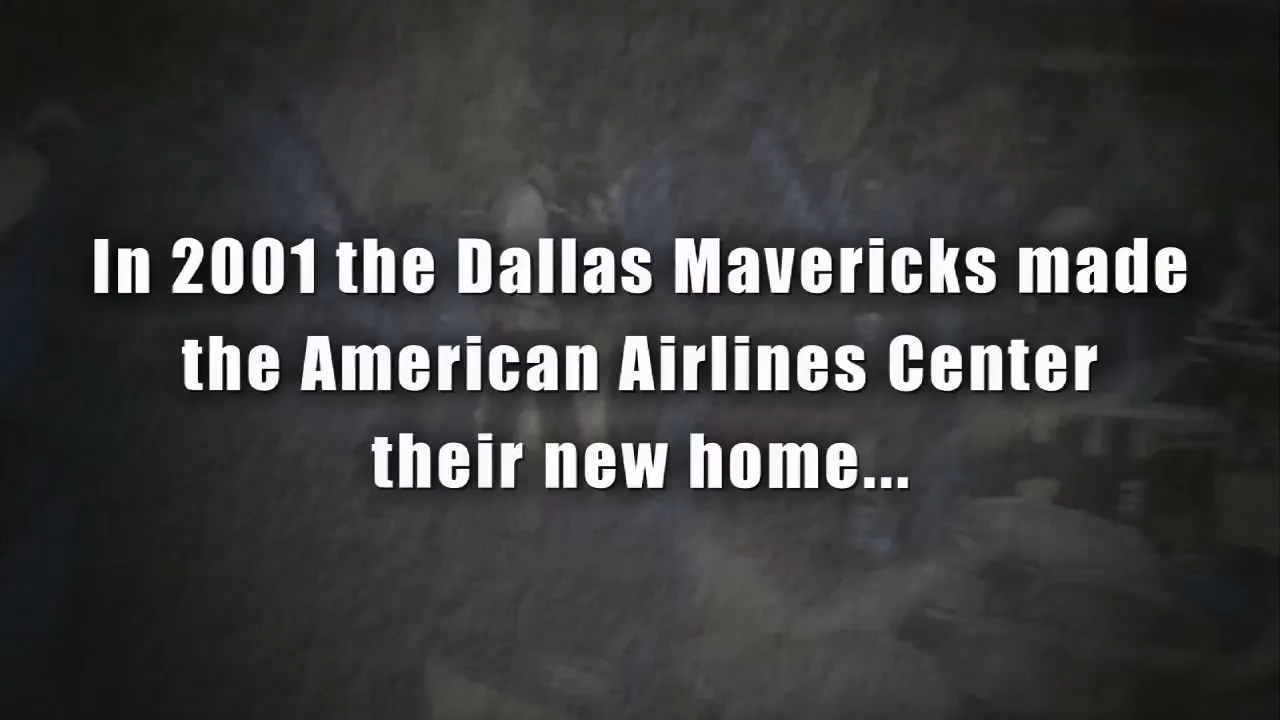 In 2001 the Dallas Mavericks made
the American Airlines Center
their new home...